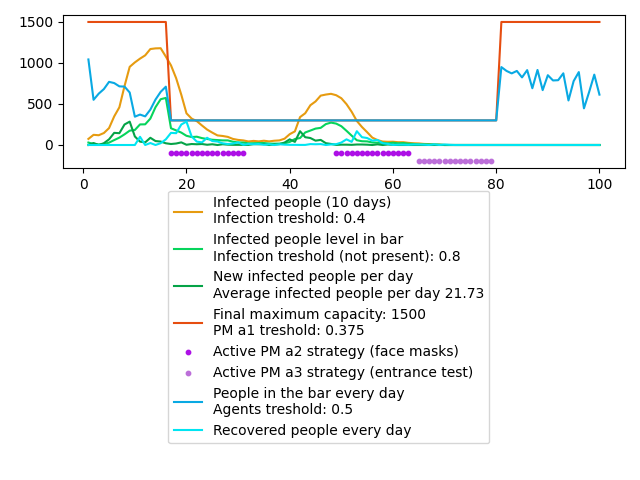 1500
1000
500
0
0 20 40 60 80 100
Infected people (10 days)
Infection treshold: 0.4
Infected people level in bar
Infection treshold (not present): 0.8
New infected people per day
Average infected people per day 21.73
Final maximum capacity: 1500
PM a1 treshold: 0.375
Active PM a2 strategy (face masks)
Active PM a3 strategy (entrance test)
People in the bar every day
Agents treshold: 0.5
Recovered people every day